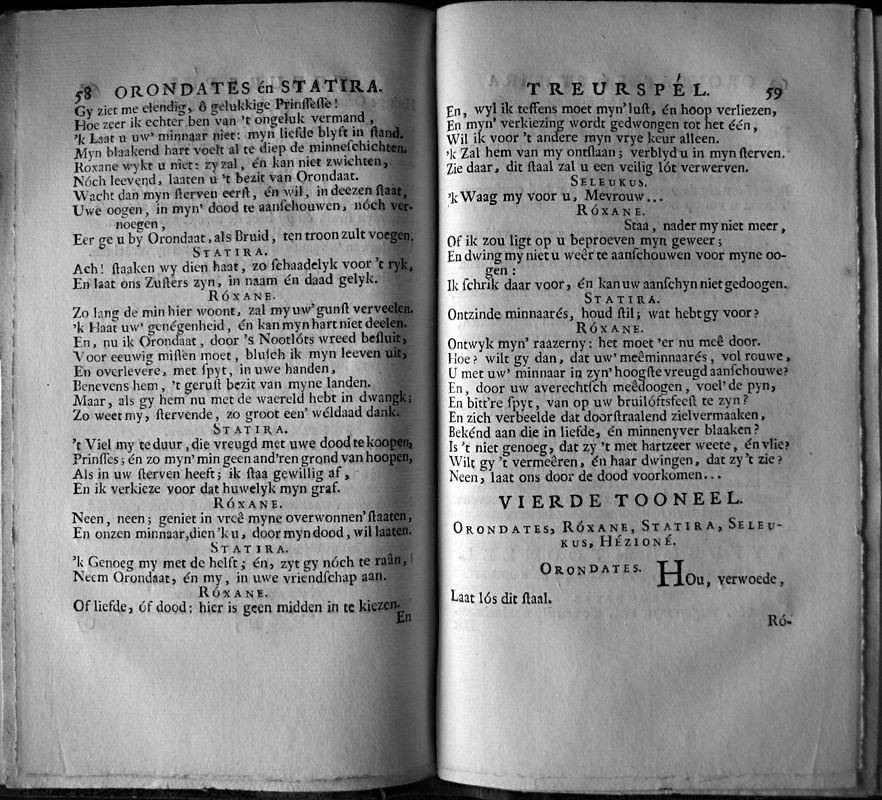 58 ORONDATES én STATIRA.
Gy ziet me elendig, ô gelukkige Prinſeſſe!
Hoe zeer ik echter ben van 't ongeluk vermand,
'k Laat u uw' minnaar niet: myn liefde blyft in ſtand.
Myn blaakend hart voelt al te diep de minneſchichten.
Roxane wykt u niet: zy zal, én kan niet zwichten,
Nóch leevend, laaten u 't bezit van Orondaat.
Wacht dan myn ſterven eerſt, én wil, in deezen ſtaat,
Uwe oogen, in myn' dood te aanſchouwen, nóch ver-
noegen,
Eer ge u by Orondaat, als Bruid, ten troon zult voegen.
STATIRA.
Ach! ſtaaken wy dien haat, zo ſchaadelyk voor 't ryk,
En laat ons Zuſters zyn, in naam én daad gelyk.
RÓXANE.
Zo lang de min hier woont, zal my uw' gunſt verveelen.
'k Haat uw' genégenheid, én kan myn hart niet deelen.
En, nu ik Orondaat, door 's Nootlóts wreed beſluit,
Voor eeuwig miſſen moet, bluſch ik myn leeven uit,
En overlevere, met ſpyt, in uwe handen,
Benevens hem, 't geruſt bezit van myne landen.
Maar, als gy hem nu met de waereld hebt in dwangk;
Zo weet my, ſtervende, zo groot een' wéldaad dank.
STATIRA.
't Viel my te duur, die vreugd met uwe dood te koopen,
Prinſſes; én zo myn' min geen and'ren grond van hoopen,
Als in uw ſterven heeft; ik ſtaa gewillig af,
En ik verkieze voor dat huwelyk myn graf.
RÓXANE.
Neen, neen; geniet in vreê myne overwonnen' ſtaaten,
En onzen minnaar, dien 'k u, door myn dood, wil laaten.
STATIRA.
'k Genoeg my met de helft; én, zyt gy nóch te raân,
Neem Orondaat, én my, in uwe vriendſchap aan.
RÓXANE.
Of liefde, óf dood: hier is geen midden in te kiezen.
En
TREURSPÉL. 59
En, wyl ik teffens moet myn' luſt, én hoop verliezen,
En myn' verkiezing wordt gedwongen tot het één,
Wil ik voor 't andere myn vrye keur alleen.
'k Zal hem van my ontſlaan; verblyd u in myn ſterven.
Zie daar, dit ſtaal zal u een veilig lót verwerven.
SELEUKUS.
'k Waag my voor u, Mevrouw...
RÓXANE.
Staa, nader my niet meer,
Of ik zou ligt op u beproeven myn geweer;
En dwing my niet u weêr te aanſchouwen voor myne oo-
gen:
Ik ſchrik daar voor, én kan uw aanſchyn niet gedoogen.
STATIRA.
Ontzinde minnaarés, houd ſtil; wat hebt gy voor?
RÓXANE.
Ontwyk myn' raazerny: het moet 'er nu meê door.
Hoe? wilt gy dan, dat uw' meêminnaarés, vol rouwe,
U met uw' minnaar in zyn' hoogſte vreugd aanſchouwe?
En, door uw averechtſch meêdoogen, voel' de pyn,
En bitt're ſpyt, van op uw bruilóftsfeeſt te zyn?
En zich verbeelde dat doorſtraalend zielvermaaken,
Bekénd aan die in liefde, én minnenyver blaaken?
Is 't niet genoeg, dat zy 't met hartzeer weete, én vlie?
Wilt gy 't vermeêren, én haar dwingen, dat zy 't zie?
Neen, laat ons door de dood voorkomen...
VIERDE TOONEEL.
ORONDATES, RÓXANE, STATIRA, SELEU-
KUS, HÉZIONÉ.
ORONDATES. HOu, verwoede,
Laat lós dit ſtaal.
Ró-